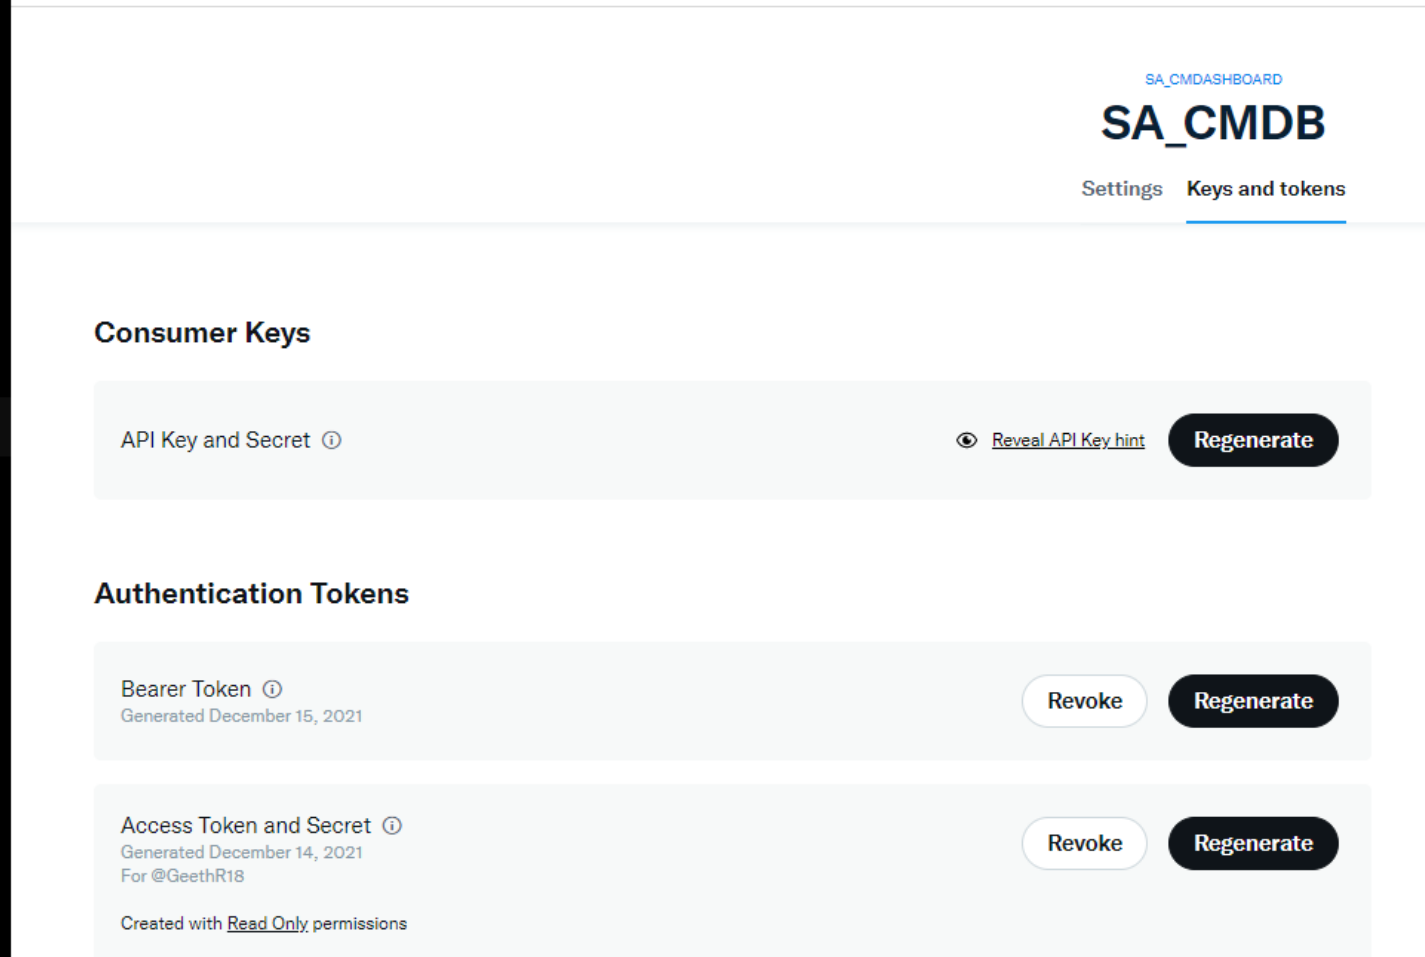 SA_CMDASHBOARD
SA_CMDB
Settings Keys and tokens
Consumer Keys
API Key and Secret Reveal API Key hint Regenerate
Authentication Tokens
Bearer Token
Generated December 15, 2021
Revoke Regenerate
Access Token and Secret
Generated December 14, 2021
For @GeethR18
Revoke Regenerate
Created with Read Only permissions